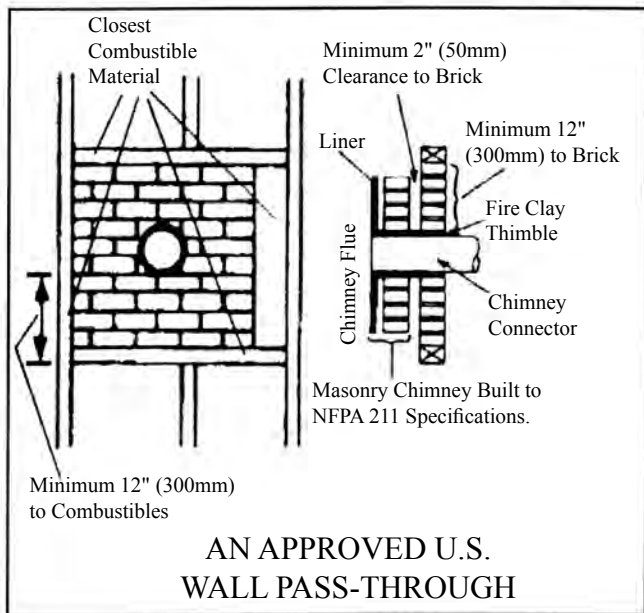 Closest
Combustible
Material
Minimum 2" (50mm)
Clearance to Brick
Liner
Minimum 12"
(300mm) to Brick
Fire Clay
Thimble
Chimney Flue
Chimney
Connector
Masonry Chimney Built to
NFPA 211 Specifications.
Minimum 12" (300mm)
to Combustibles
AN APPROVED U.S.
WALL PASS-THROUGH